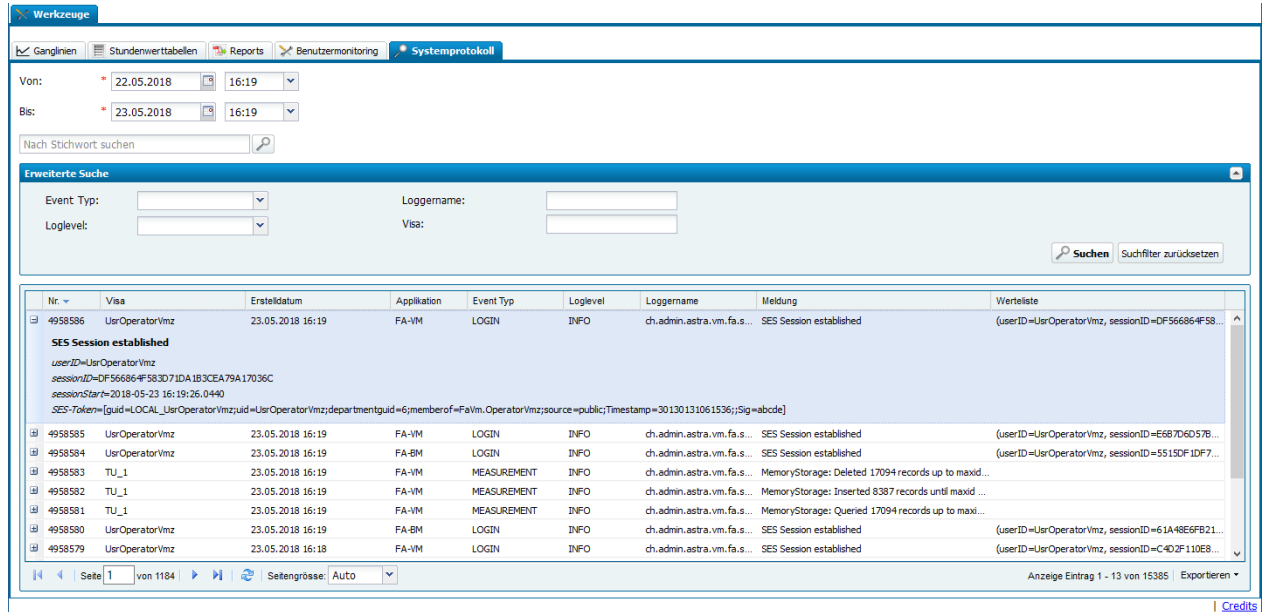 Werkzeuge
Ganglinien Stundenwerttabellen Reports Benutzermonitoring Systemprotokoll
Von: * 22.05.2018 16:19
Bis: * 23.05.2018 16:19
Nach Stichwort suchen
Erweiterte Suche
Event Typ: Loggername:
Loglevel: Visa:
Suchen Suchfilter zurücksetzen
Nr. Visa Erstelldatum Applikation Event Typ Loglevel Loggername Meldung Werteliste
4958586 UsrOperatorVmz 23.05.2018 16:19 FA-VM LOGIN INFO ch.admin.astra.vm.fa.s... SES Session established (userID=UsrOperatorVmz, sessionID=DF566864F58...
SES Session established
userID=UsrOperatorVmz
sessionID=DF566864F583D71DA1B3CEA79A17036C
sessionStart=2018-05-23 16:19:26.0440
SES-Token=[guid=LOCAL_UsrOperatorVmz;uid=UsrOperatorVmz;departmentguid=6;memberof=FaVm.OperatorVmz;source=public;Timestamp=30130131061536;;Sig=abcde]
4958585 UsrOperatorVmz 23.05.2018 16:19 FA-VM LOGIN INFO ch.admin.astra.vm.fa.s... SES Session established (userID=UsrOperatorVmz, sessionID=E6B7D6D57B...
4958584 UsrOperatorVmz 23.05.2018 16:19 FA-BM LOGIN INFO ch.admin.astra.vm.fa.s... SES Session established (userID=UsrOperatorVmz, sessionID=5515DF1DF7...
4958583 TU_1 23.05.2018 16:19 FA-VM MEASUREMENT INFO ch.admin.astra.vm.fa.s... MemoryStorage: Deleted 17094 records up to maxid...
4958582 TU_1 23.05.2018 16:19 FA-VM MEASUREMENT INFO ch.admin.astra.vm.fa.s... MemoryStorage: Inserted 8387 records until maxid ...
4958581 TU_1 23.05.2018 16:19 FA-VM MEASUREMENT INFO ch.admin.astra.vm.fa.s... MemoryStorage: Queried 17094 records up to maxi...
4958580 UsrOperatorVmz 23.05.2018 16:19 FA-BM LOGIN INFO ch.admin.astra.vm.fa.s... SES Session established (userID=UsrOperatorVmz, sessionID=61A48E6FB21...
4958579 UsrOperatorVmz 23.05.2018 16:18 FA-VM LOGIN INFO ch.admin.astra.vm.fa.s... SES Session established (userID=UsrOperatorVmz, sessionID=C4D2F110E8...
Seite 1 von 1184 Seitengrösse: Auto Anzeige Eintrag 1 - 13 von 15385 Exportieren
| Credits